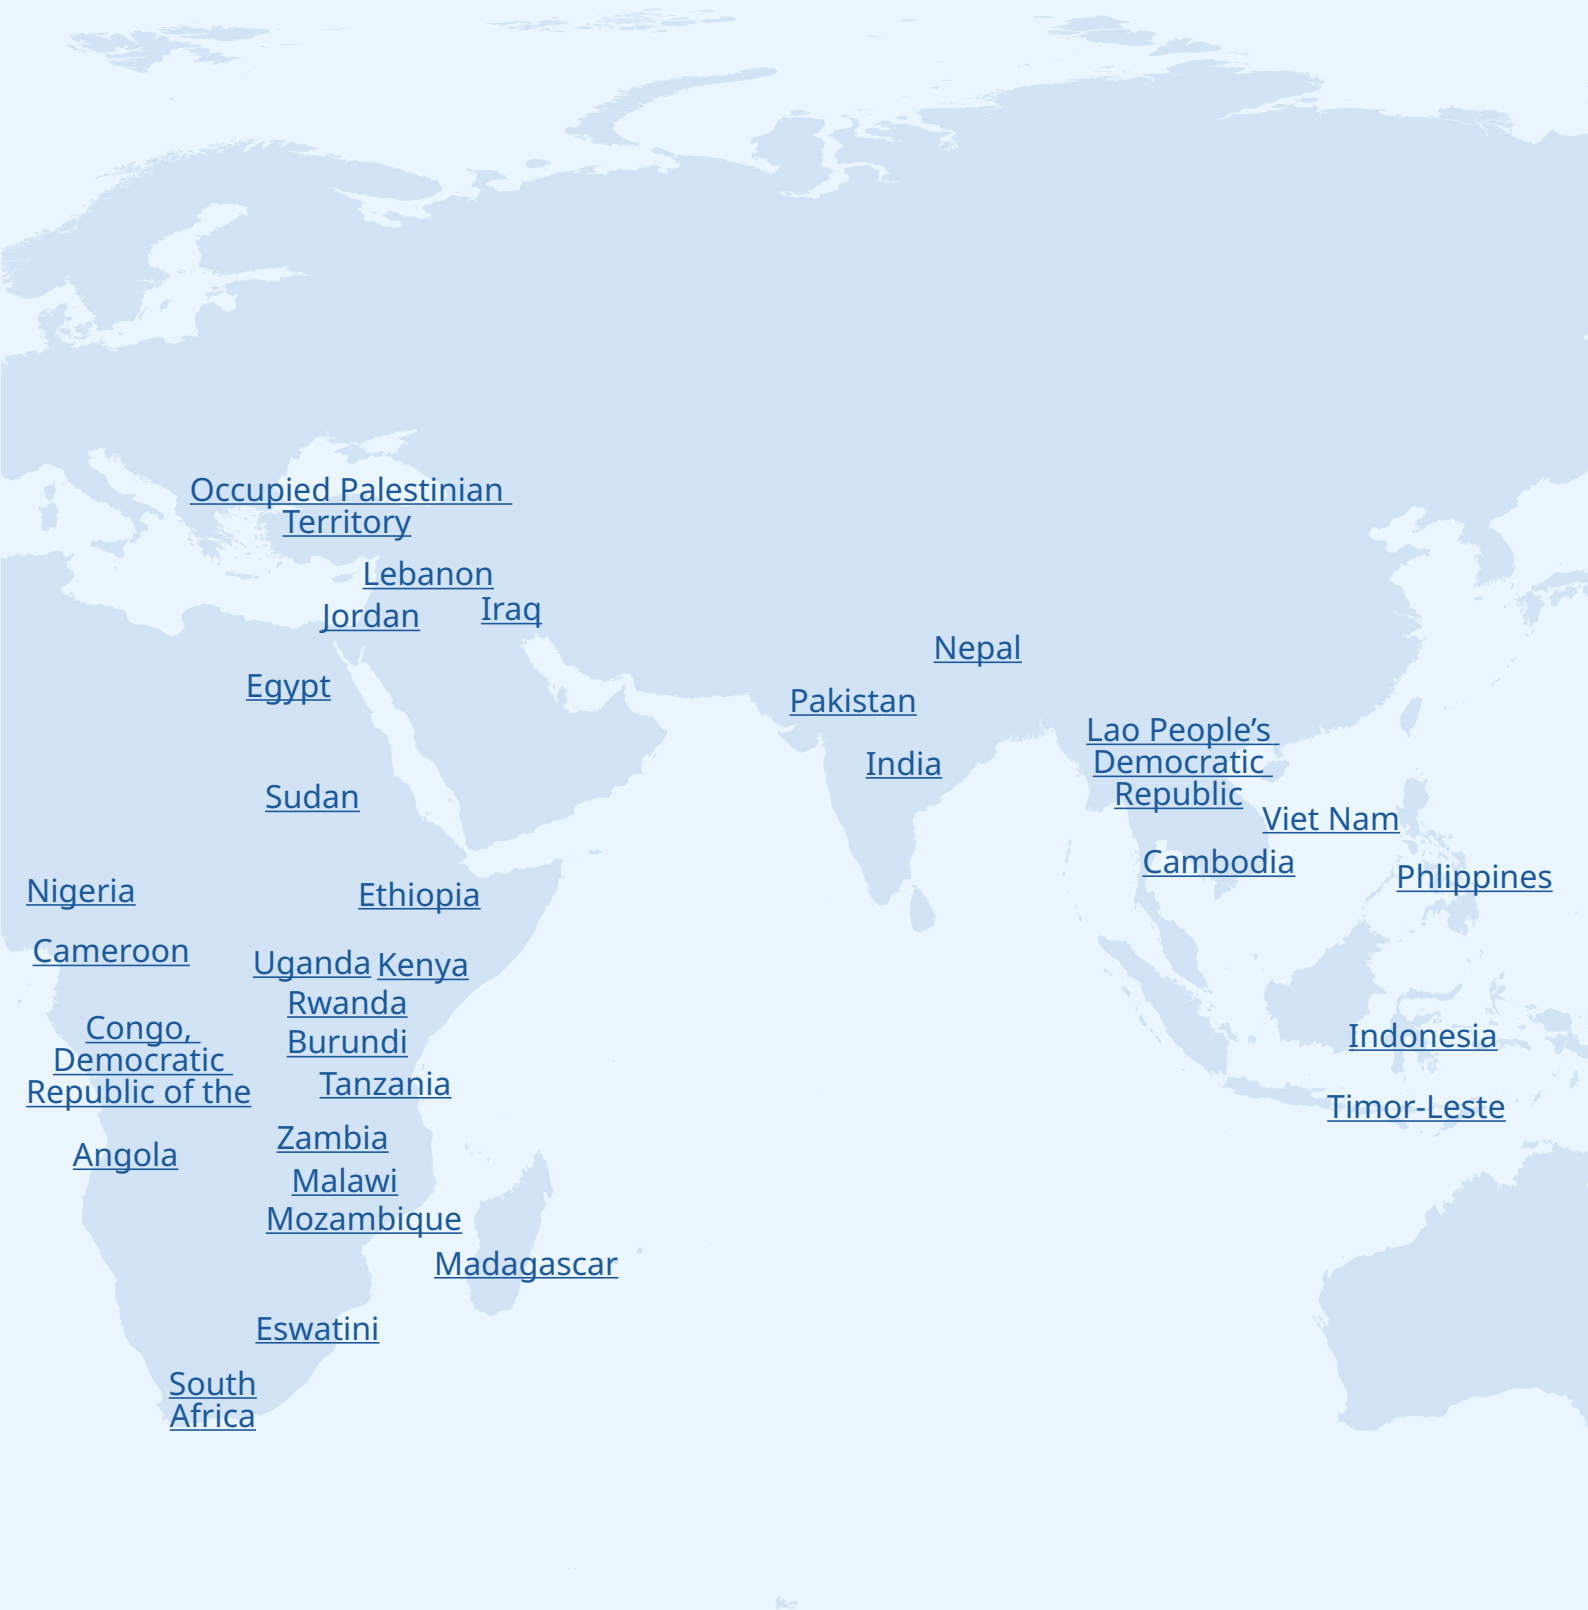 Occupied Palestinian
Territory
Lebanon
Iraq
Jordan
Nepal
Egypt
Pakistan
Lao People’s
Democratic
Republic
India
Sudan
Viet Nam
Cambodia
Phlippines
Nigeria
Ethiopia
Cameroon
Uganda
Kenya
Rwanda
Congo,
Democratic
Republic of the
Burundi
Indonesia
Tanzania
Timor-Leste
Zambia
Angola
Malawi
Mozambique
Madagascar
Eswatini
South
Africa